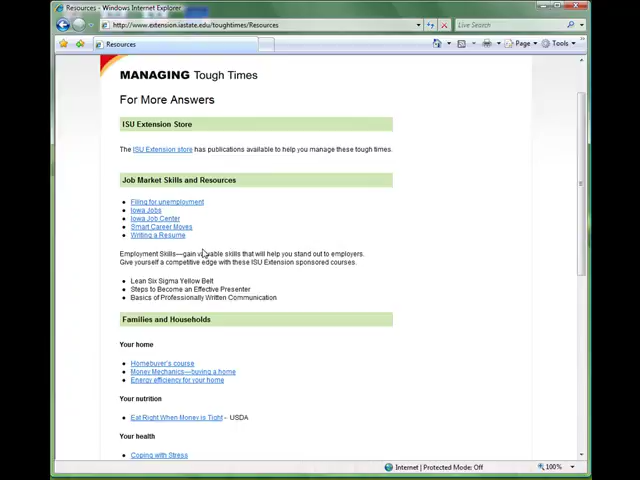 Resources - Windows Internet Explorer
http://www.extension.iastate.edu/toughtimes/Resources
Live Search
Resources
Page
Tools
MANAGING Tough Times
For More Answers
ISU Extension Store
The ISU Extension store has publications available to help you manage these tough times.
Job Market Skills and Resources
Filing for unemployment
Iowa Jobs
Iowa Job Center
Smart Career Moves
Writing a Resume
Employment Skills—gain valuable skills that will help you stand out to employers.
Give yourself a competitive edge with these ISU Extension sponsored courses.
Lean Six Sigma Yellow Belt
Steps to Become an Effective Presenter
Basics of Professionally Written Communication
Families and Households
Your home
Homebuyer's course
Money Mechanics—buying a home
Energy efficiency for your home
Your nutrition
Eat Right When Money is Tight - USDA
Your health
Coping with Stress
Internet | Protected Mode: Off
100%